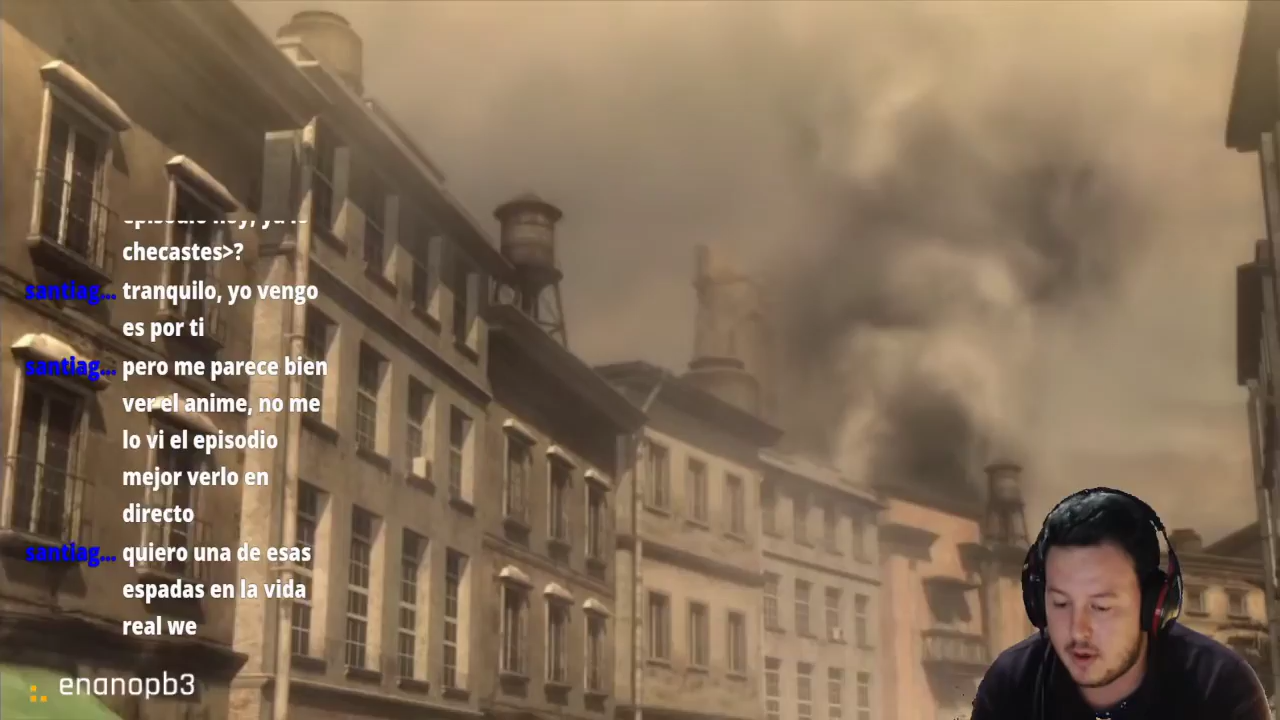 checastes>?
santiag... tranquilo, yo vengo
es por ti
santiag... pero me parece bien
ver el anime, no me
lo vi el episodio
mejor verlo en
directo
santiag... quiero una de esas
espadas en la vida
real we
enanopb3